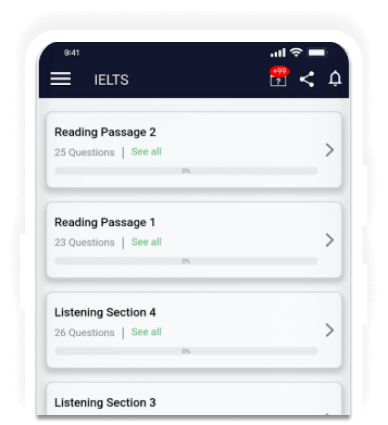 9:41
IELTS
+99
?
Reading Passage 2
25 Questions | See all
0%
Reading Passage 1
23 Questions | See all
0%
Listening Section 4
26 Questions | See all
0%
Listening Section 3